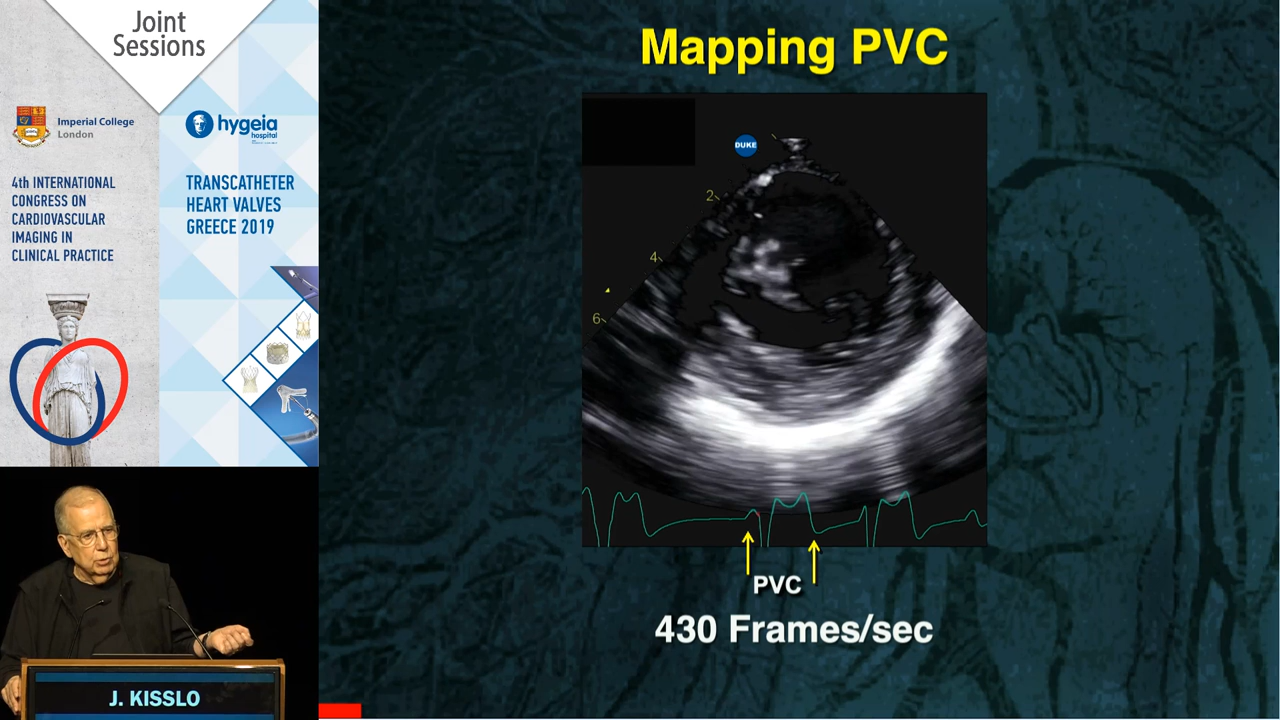 Joint
Sessions
Imperial College
London
hygeia
hospital
4th INTERNATIONAL
CONGRESS ON
CARDIOVASCULAR
IMAGING IN
CLINICAL PRACTICE
TRANSCATHETER
HEART VALVES
GREECE 2019
J. KISSLO
Mapping PVC
DUKE
2
4
6
PVC
430 Frames/sec